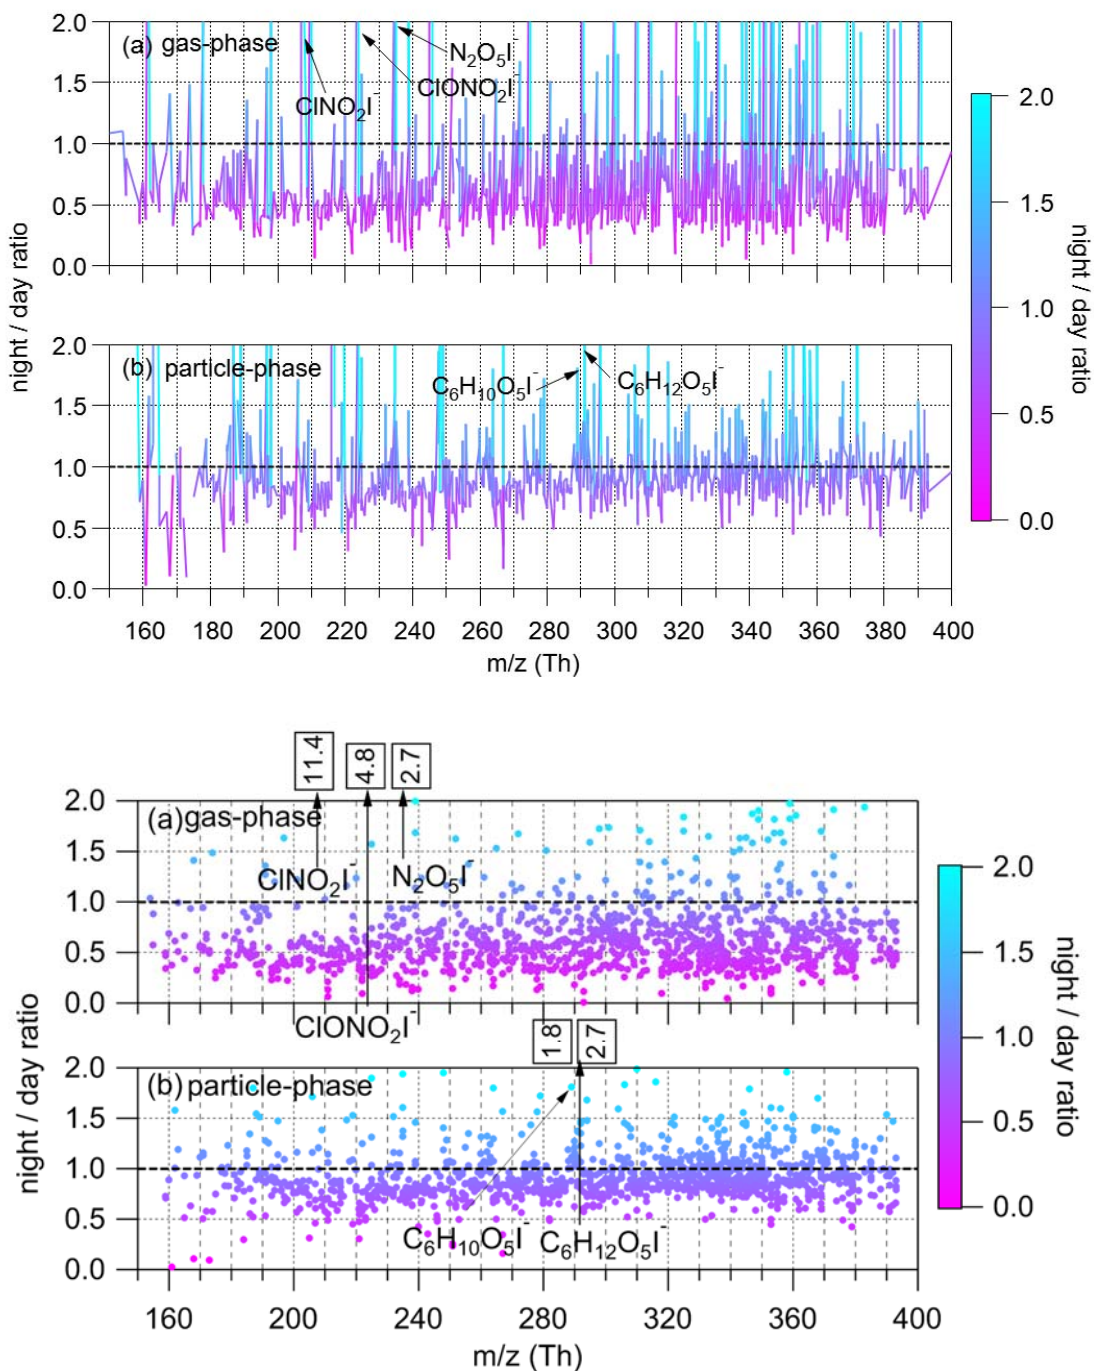 2.0
(a) gas-phase
N₂O₅I⁻
ClONO₂I⁻
ClNO₂I⁻
1.5
1.0
0.5
0.0
night / day ratio
2.0
(b) particle-phase
C₆H₁₀O₅I⁻
C₆H₁₂O₅I⁻
1.5
1.0
0.5
0.0
160 200 220 240 260 280 300 320 340 360 380 400
m/z (Th)
2.0
1.5
1.0
0.5
0.0
night / day ratio
11.4
4.8
2.7
2.0
(a) gas-phase
1.5
ClNO₂I⁻
N₂O₅I⁻
1.0
0.5
0.0
ClONO₂I⁻
night / day ratio
1.8
2.7
2.0
(b) particle-phase
1.5
1.0
0.5
C₆H₁₀O₅I⁻
C₆H₁₂O₅I⁻
0.0
160 200 240 280 320 360 400
m/z (Th)
2.0
1.5
1.0
0.5
0.0
night / day ratio